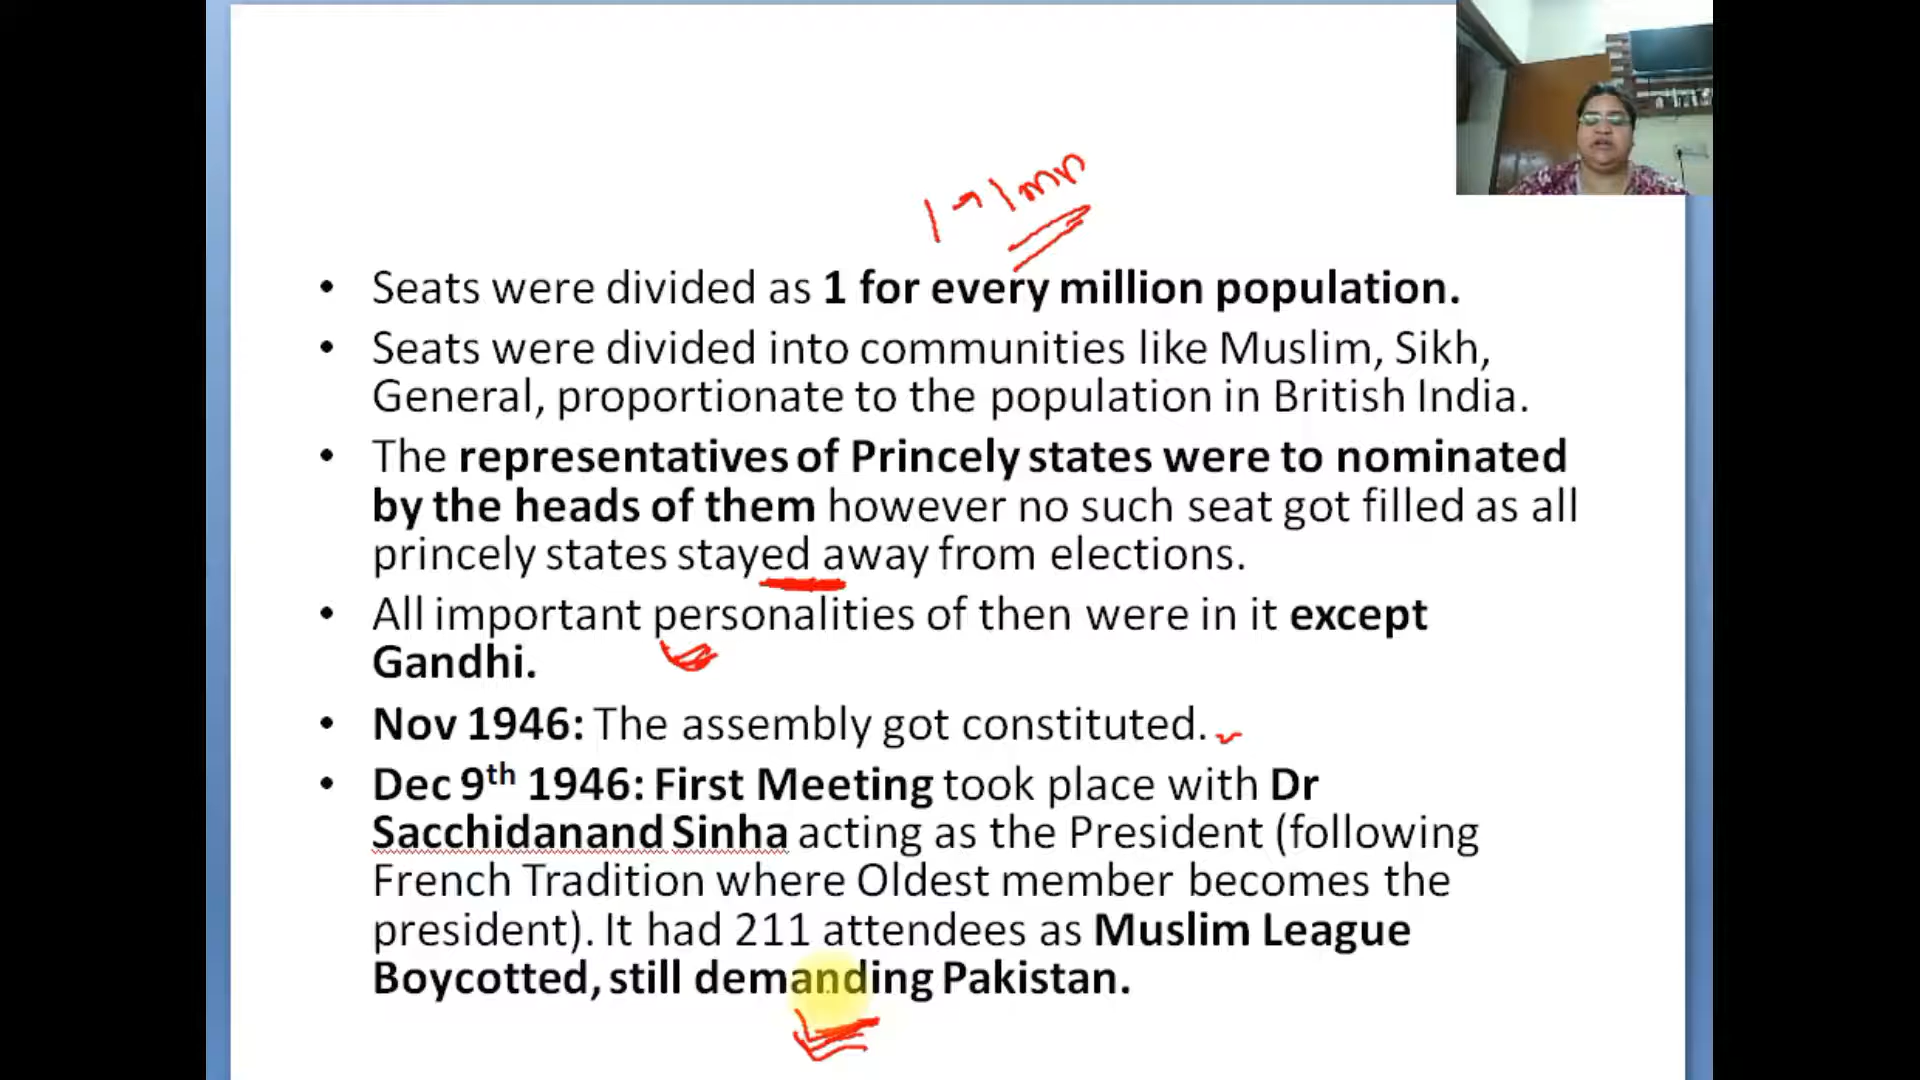 1 → 1 mn
• Seats were divided as 1 for every million population.
• Seats were divided into communities like Muslim, Sikh,
General, proportionate to the population in British India.
• The representatives of Princely states were to nominated
by the heads of them however no such seat got filled as all
princely states stayed away from elections.
• All important personalities of then were in it except
Gandhi.
• Nov 1946: The assembly got constituted.
• Dec 9th 1946: First Meeting took place with Dr
Sacchidanand Sinha acting as the President (following
French Tradition where Oldest member becomes the
president). It had 211 attendees as Muslim League
Boycotted, still demanding Pakistan.